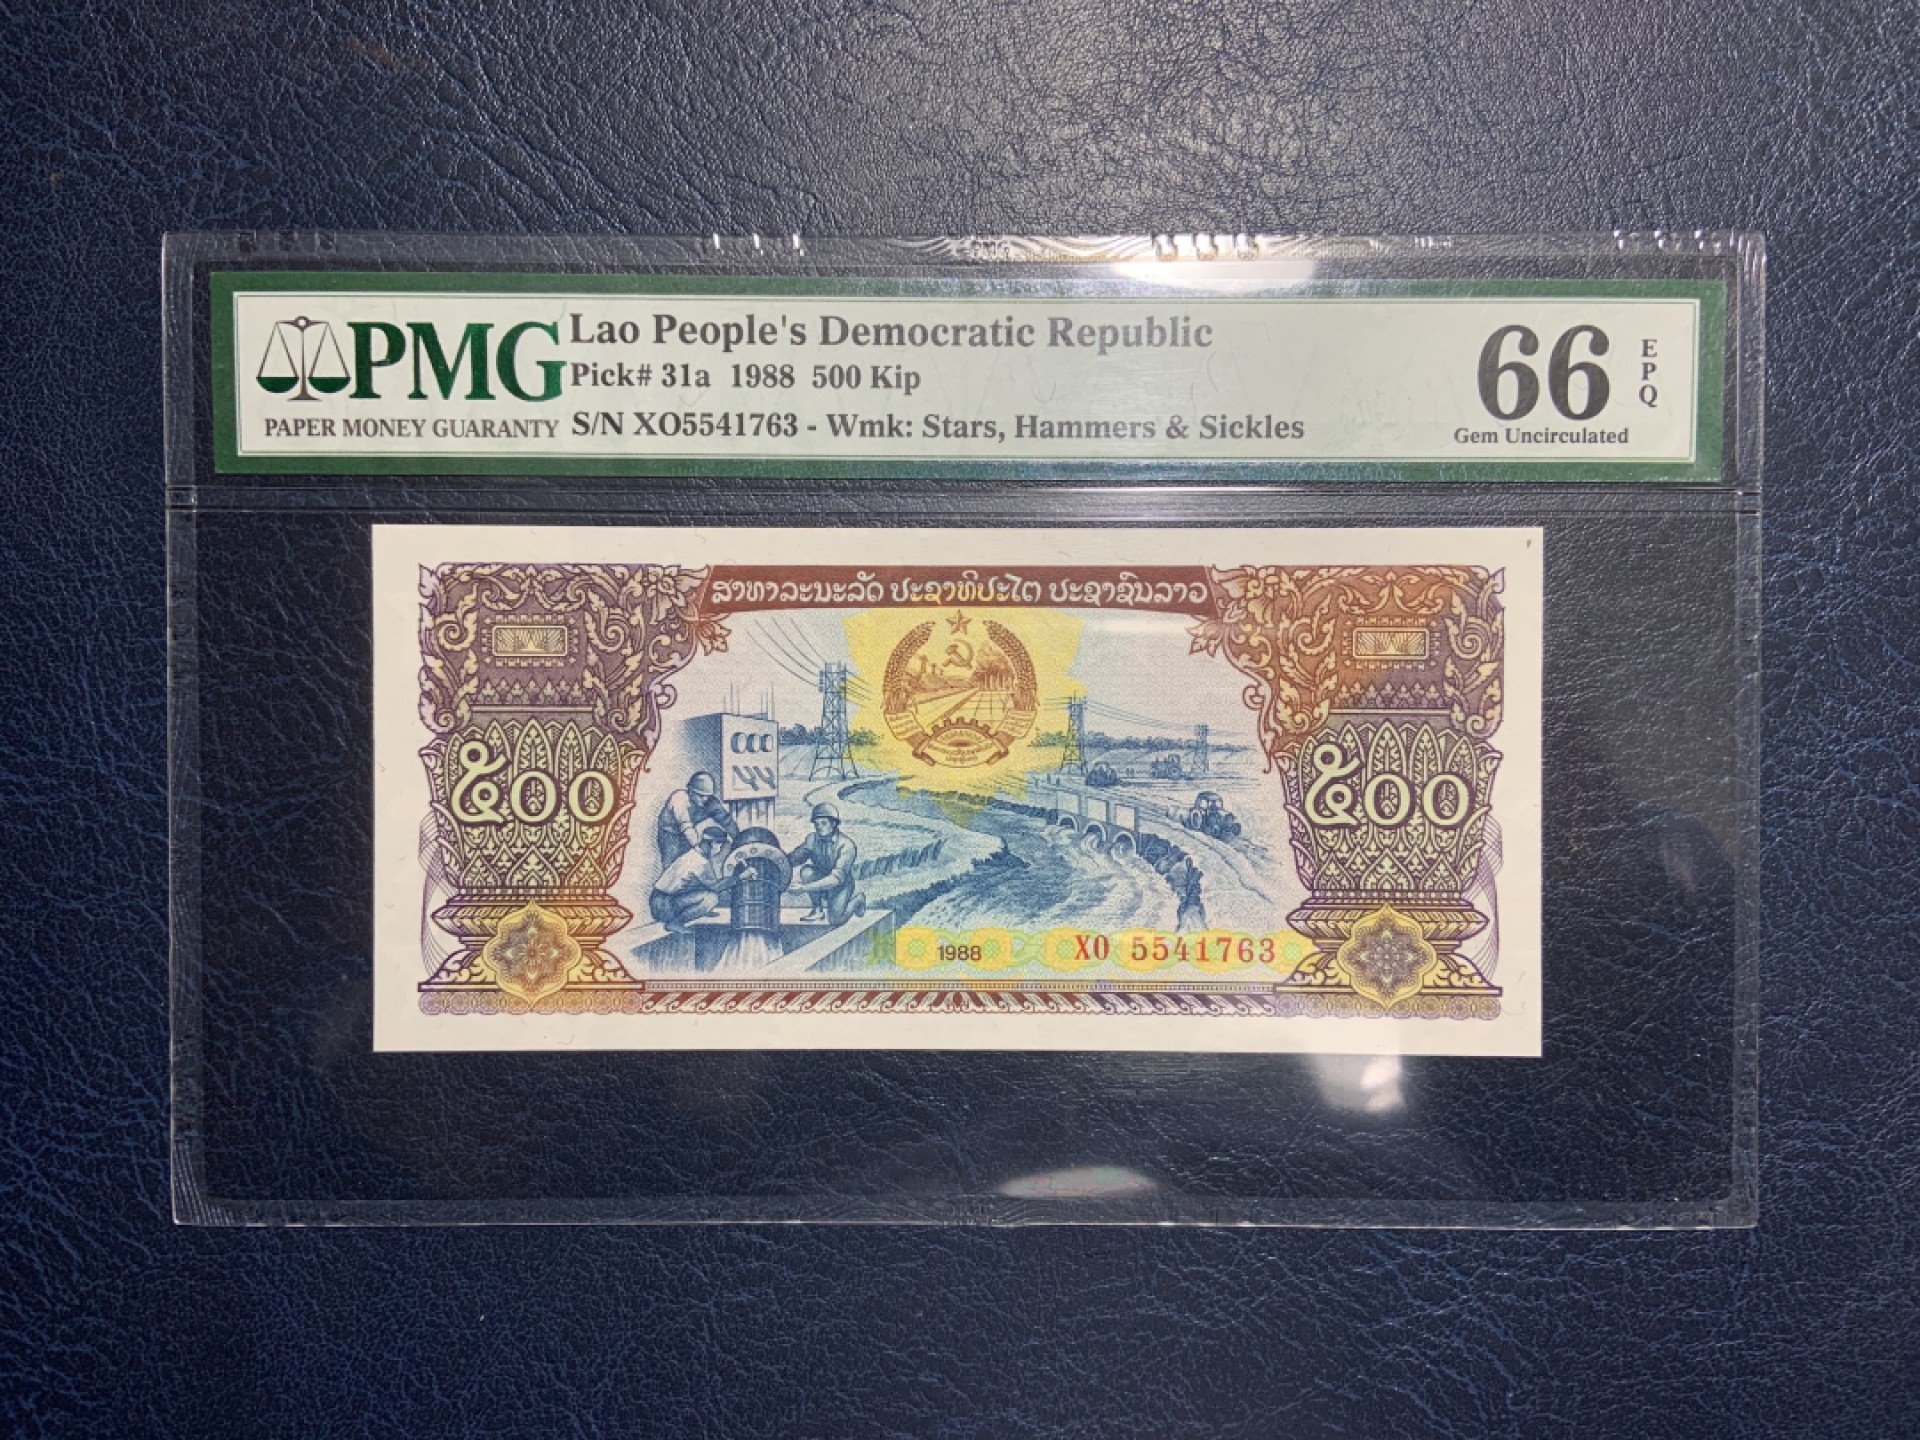 PMG
PAPER MONEY GUARANTY
Lao People's Democratic Republic
Pick# 31a 1988 500 Kip
S/N XO5541763 - Wmk: Stars, Hammers & Sickles
66
EPQ
Gem Uncirculated
ສາທາລະນະລັດ ປະຊາທິປະໄຕ ປະຊາຊົນລາວ
໕໐໐
໕໐໐
1988
XO 5541763